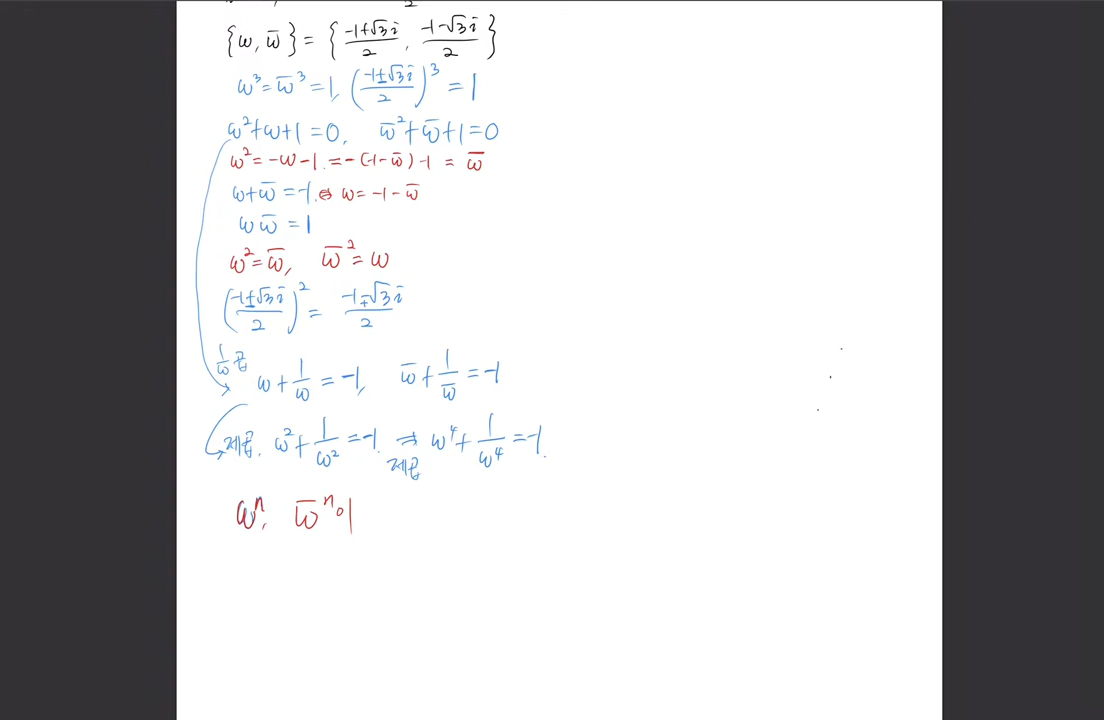 {ω, ω̄} = {(-1+√3i)/2, (-1-√3i)/2}
ω³ = ω̄³ = 1, ((-1±√3i)/2)³ = 1
ω²+ω+1 = 0, ω̄²+ω̄+1 = 0
ω² = -ω-1. = -(-1-ω̄)-1 = ω̄
ω+ω̄ = -1. ⇔ ω = -1-ω̄
ωω̄ = 1
ω² = ω̄, ω̄² = ω
((-1±√3i)/2)² = (-1∓√3i)/2
1/ω 곱
ω + 1/ω = -1, ω̄ + 1/ω̄ = -1
제곱. ω² + 1/ω² = -1. ⇒ 제곱 ω⁴ + 1/ω⁴ = -1.
ωⁿ, ω̄ⁿ이